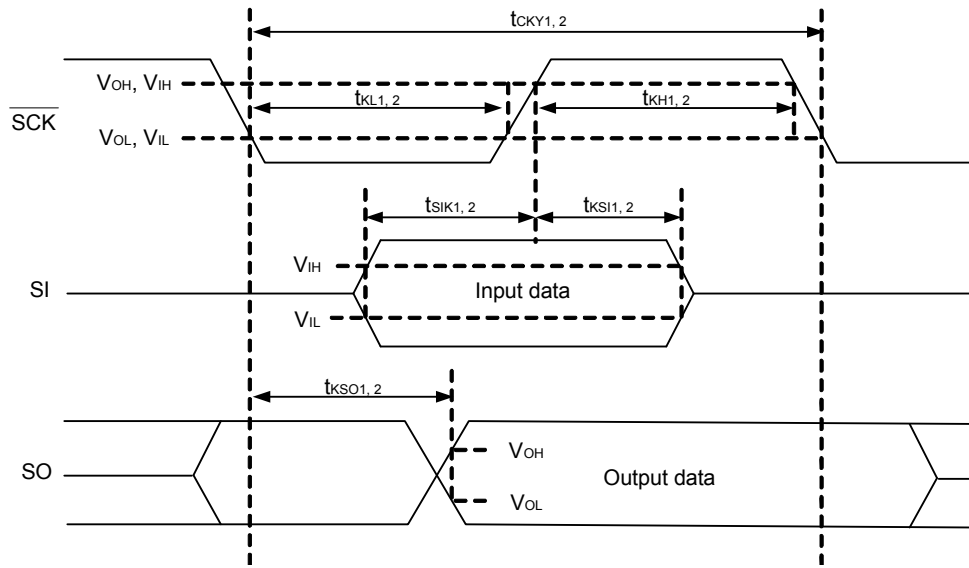 tCKY1, 2
VOH, VIH
tKL1, 2
tKH1, 2
SCK
VOL, VIL
tSIK1, 2
tKSI1, 2
VIH
SI
Input data
VIL
tKSO1, 2
VOH
SO
Output data
VOL